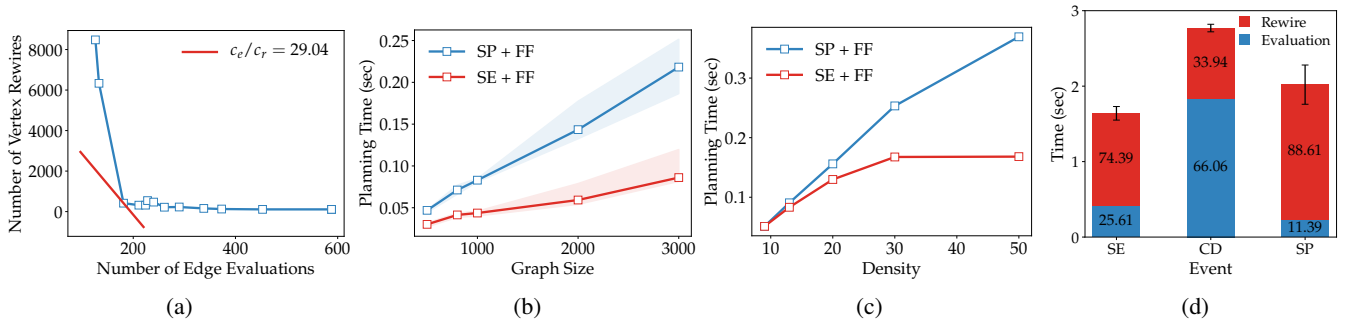 Number of Vertex Rewires
8000
6000
4000
2000
0
200
400
600
Number of Edge Evaluations
c_e/c_r = 29.04
(a)
Planning Time (sec)
0.25
0.20
0.15
0.10
0.05
1000
2000
3000
Graph Size
SP + FF
SE + FF
(b)
Planning Time (sec)
0.3
0.2
0.1
10
20
30
40
50
Density
SP + FF
SE + FF
(c)
Time (sec)
3
2
1
0
Rewire
Evaluation
74.39
25.61
33.94
66.06
88.61
11.39
SE
CD
SP
Event
(d)